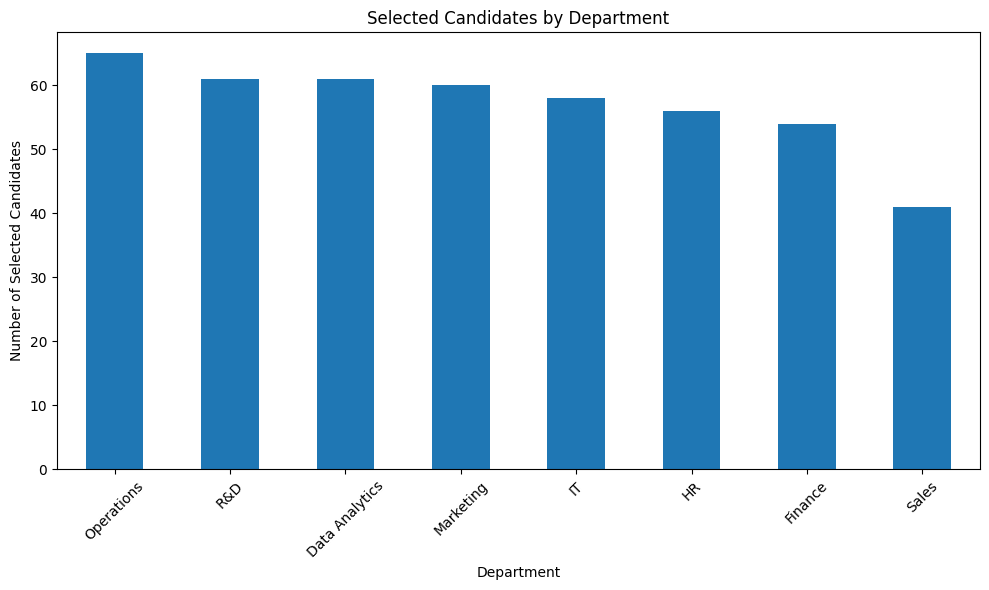 Selected Candidates by Department
Number of Selected Candidates
60
50
40
30
20
10
0
Operations
R&D
Data Analytics
Marketing
IT
HR
Finance
Sales
Department